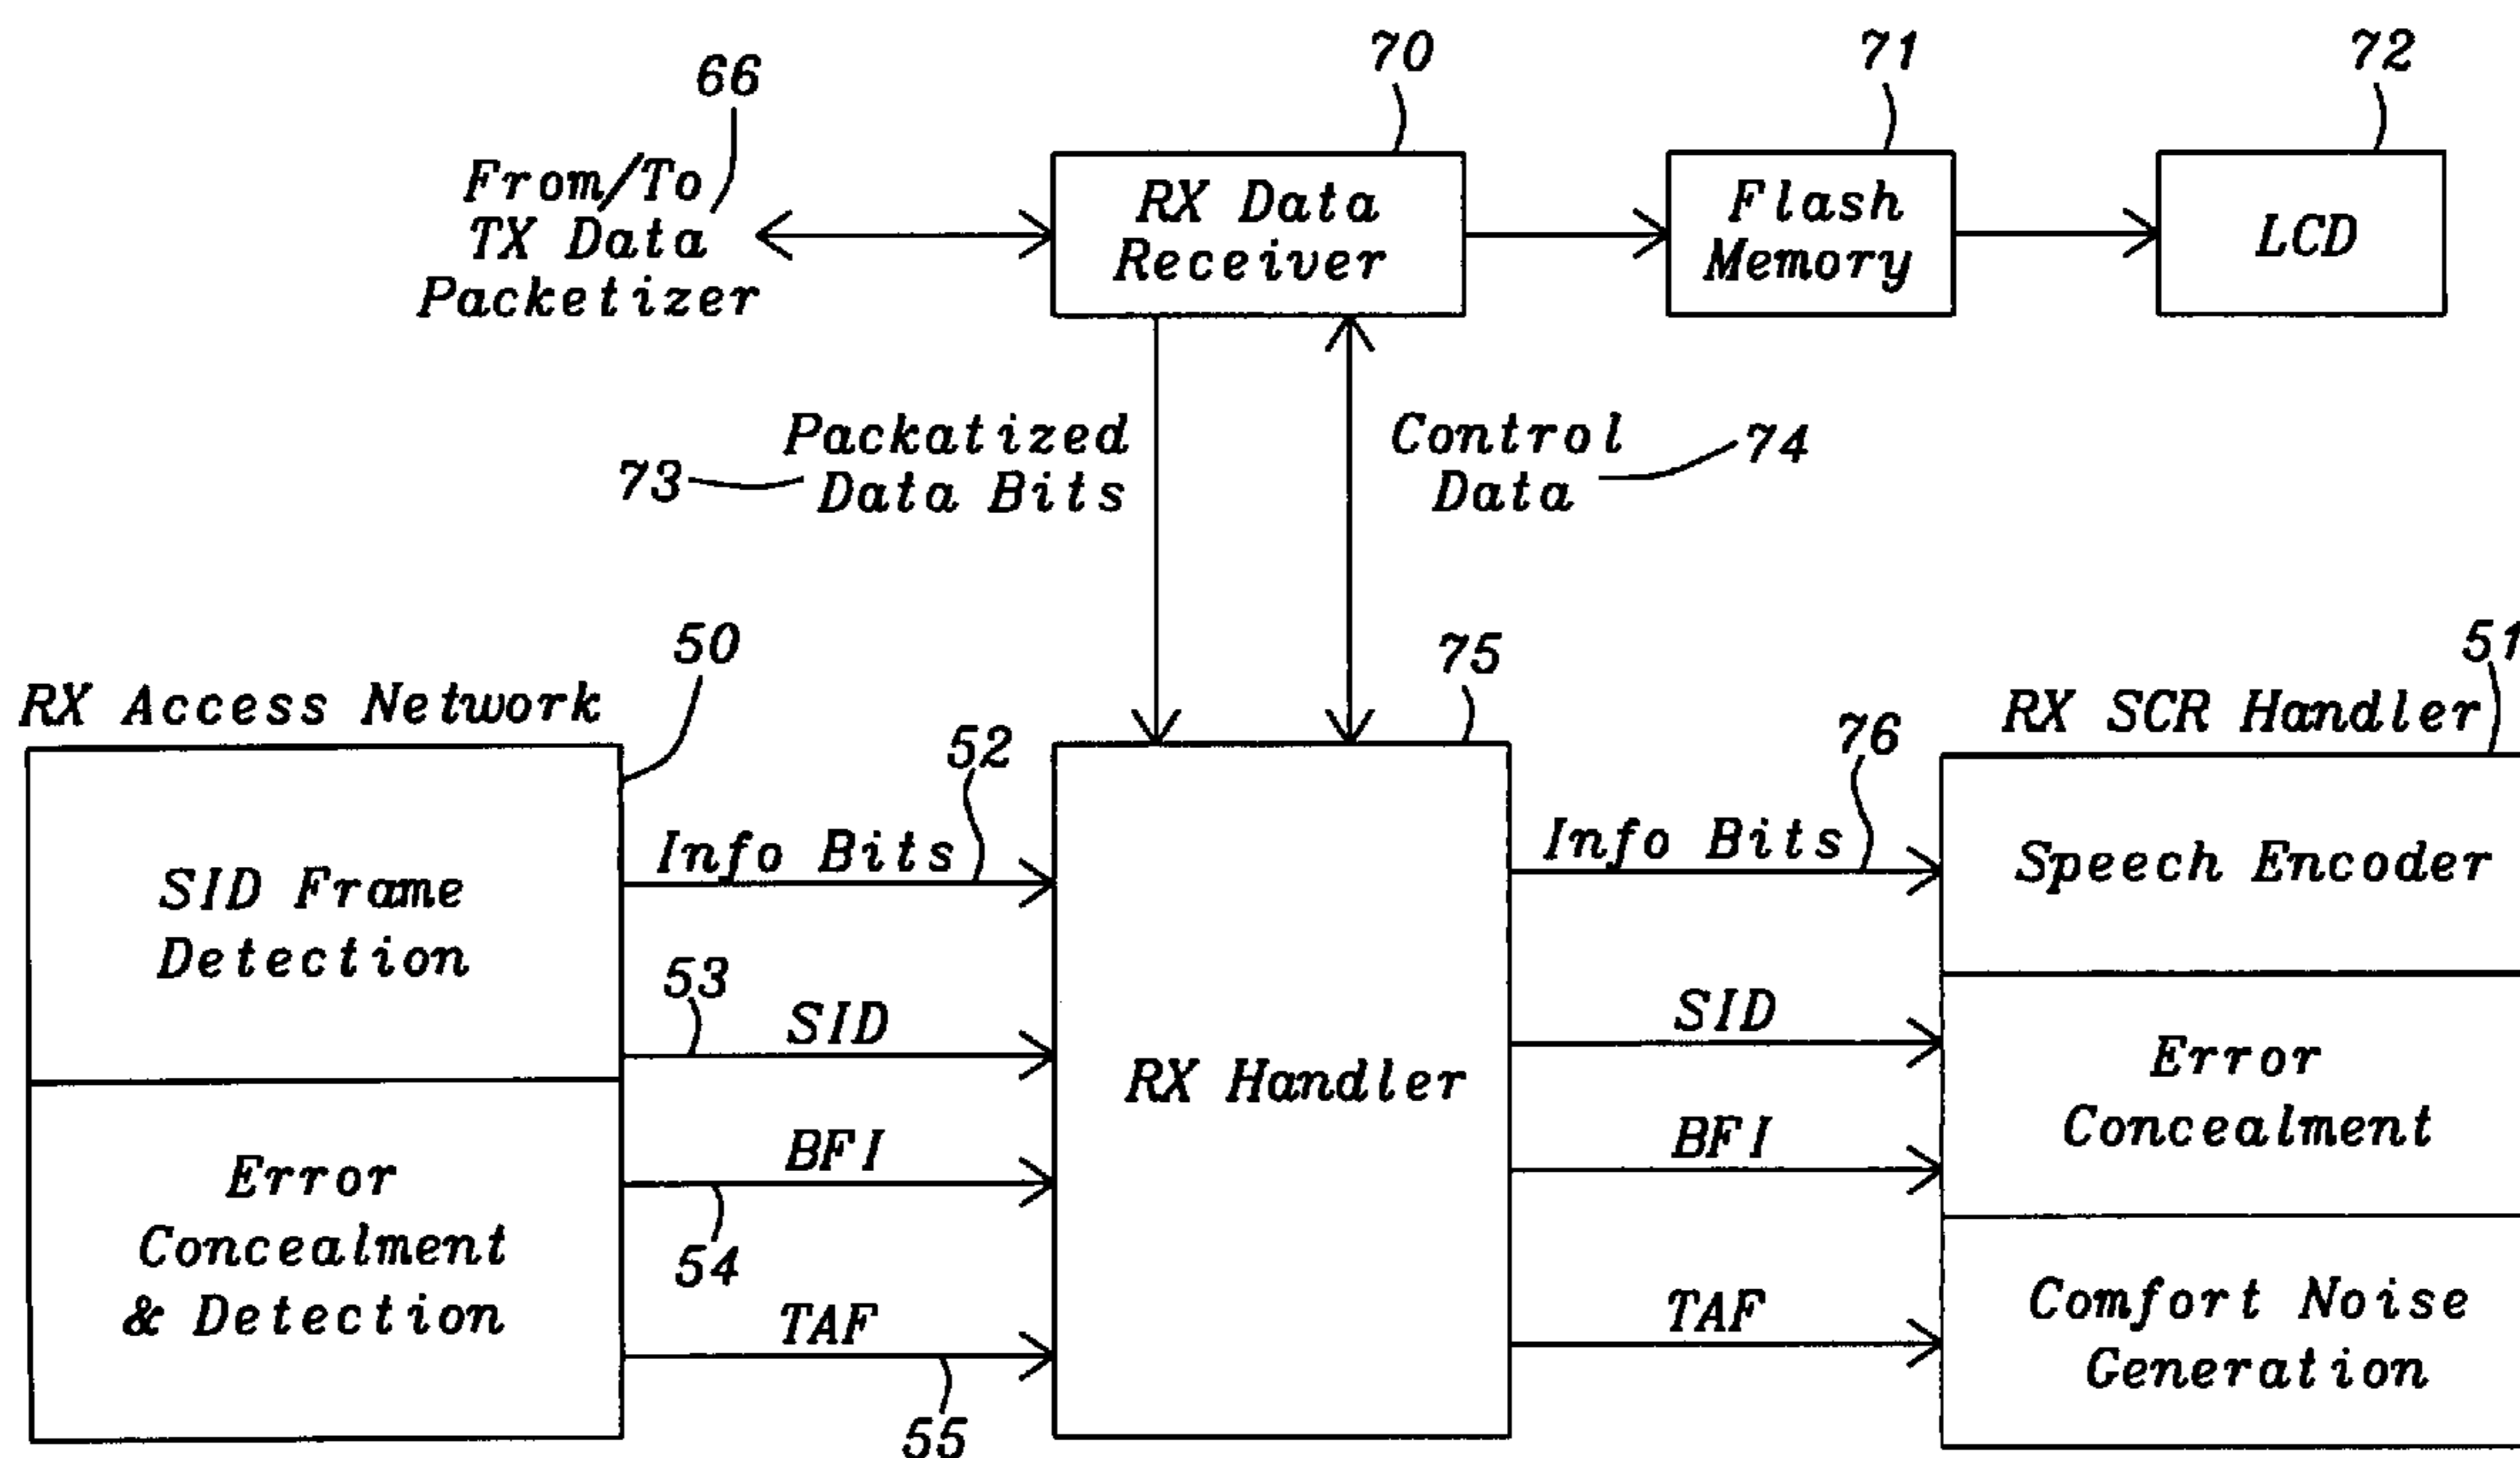 70
71
72
66
From/To
TX Data
Packetizer
RX Data
Receiver
Flash
Memory
LCD
73
Packatized
Data Bits
Control
Data
74
50
75
51
RX Access Network
RX SCR Handler
52
76
Info Bits
Info Bits
SID Frame
Detection
Speech Encoder
53
SID
SID
RX Handler
Error
Concealment
BFI
BFI
Error
Concealment
& Detection
54
TAF
TAF
Comfort Noise
Generation
55